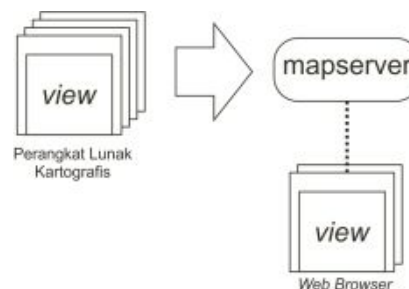 view
Perangkat Lunak
Kartografis
mapserver
view
Web Browser